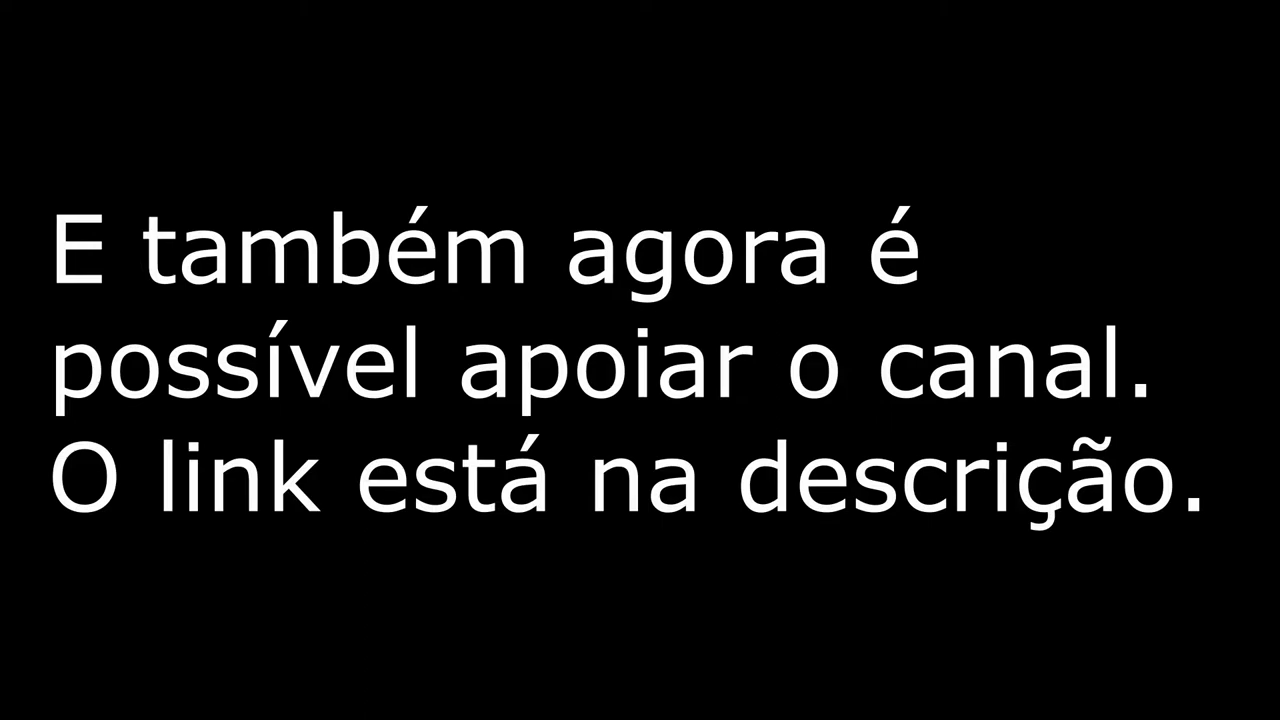 E também agora é
possível apoiar o canal.
O link está na descrição.